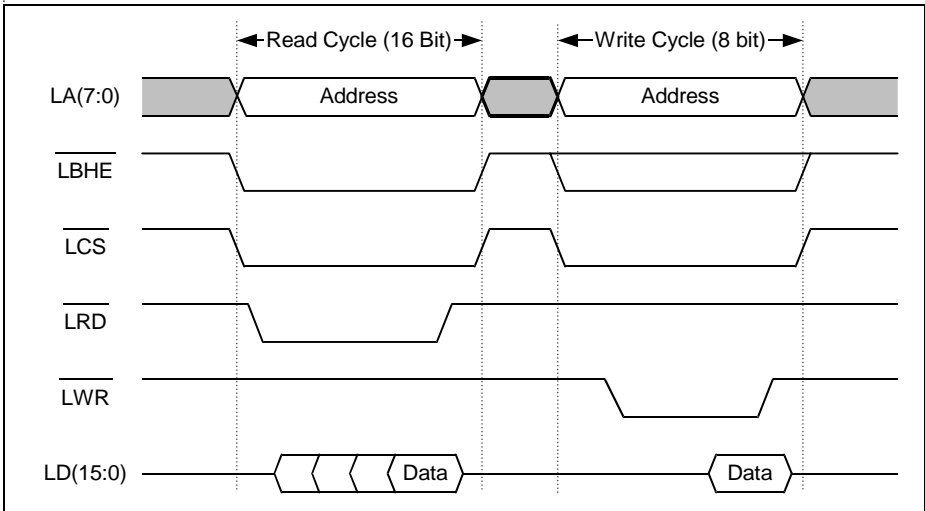 Read Cycle (16 Bit) Write Cycle (8 bit)
LA(7:0) Address Address
LBHE
LCS
LRD
LWR
LD(15:0) Data Data